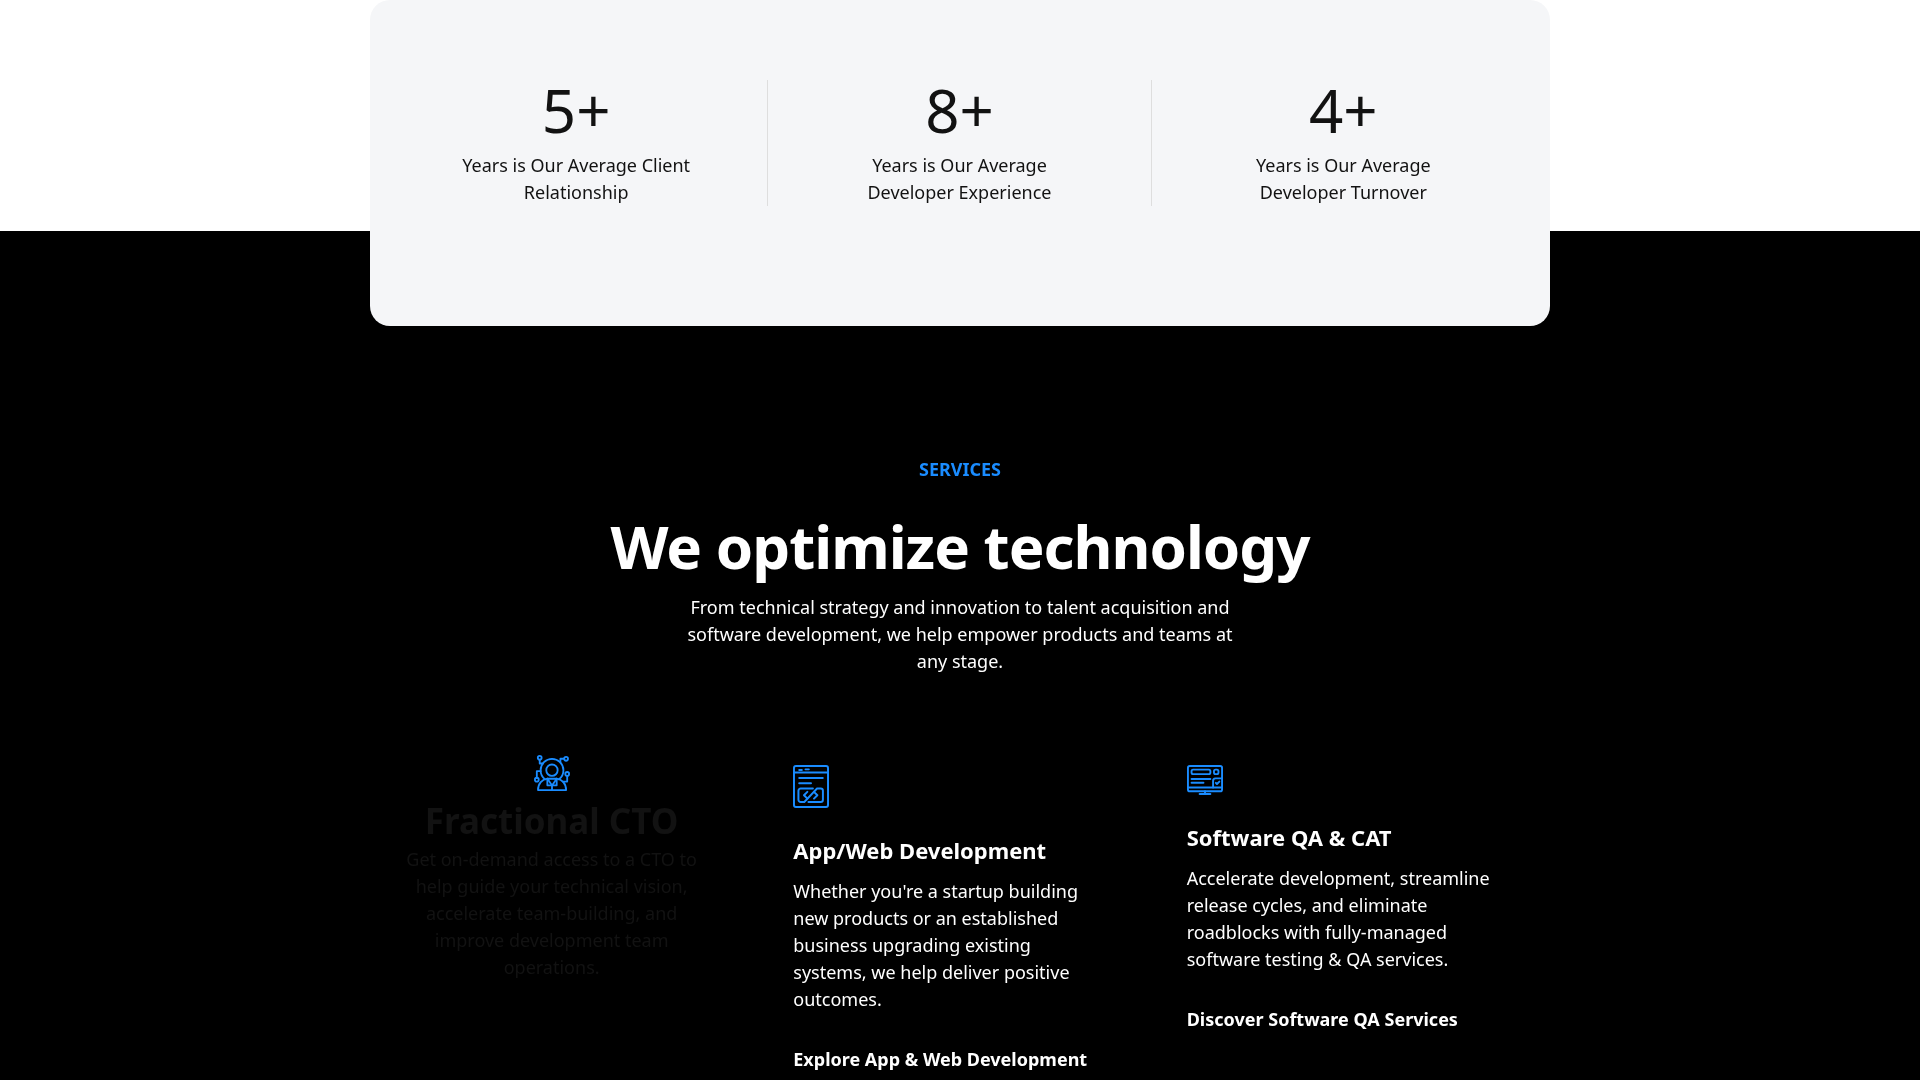 5+
Years is Our Average Client
Relationship
8+
Years is Our Average
Developer Experience
4+
Years is Our Average
Developer Turnover
SERVICES
We optimize technology
From technical strategy and innovation to talent acquisition and
software development, we help empower products and teams at
any stage.
Fractional CTO
Get on-demand access to a CTO to
help guide your technical vision,
accelerate team-building, and
improve development team
operations.
App/Web Development
Whether you're a startup building
new products or an established
business upgrading existing
systems, we help deliver positive
outcomes.
Explore App & Web Development
Software QA & CAT
Accelerate development, streamline
release cycles, and eliminate
roadblocks with fully-managed
software testing & QA services.
Discover Software QA Services